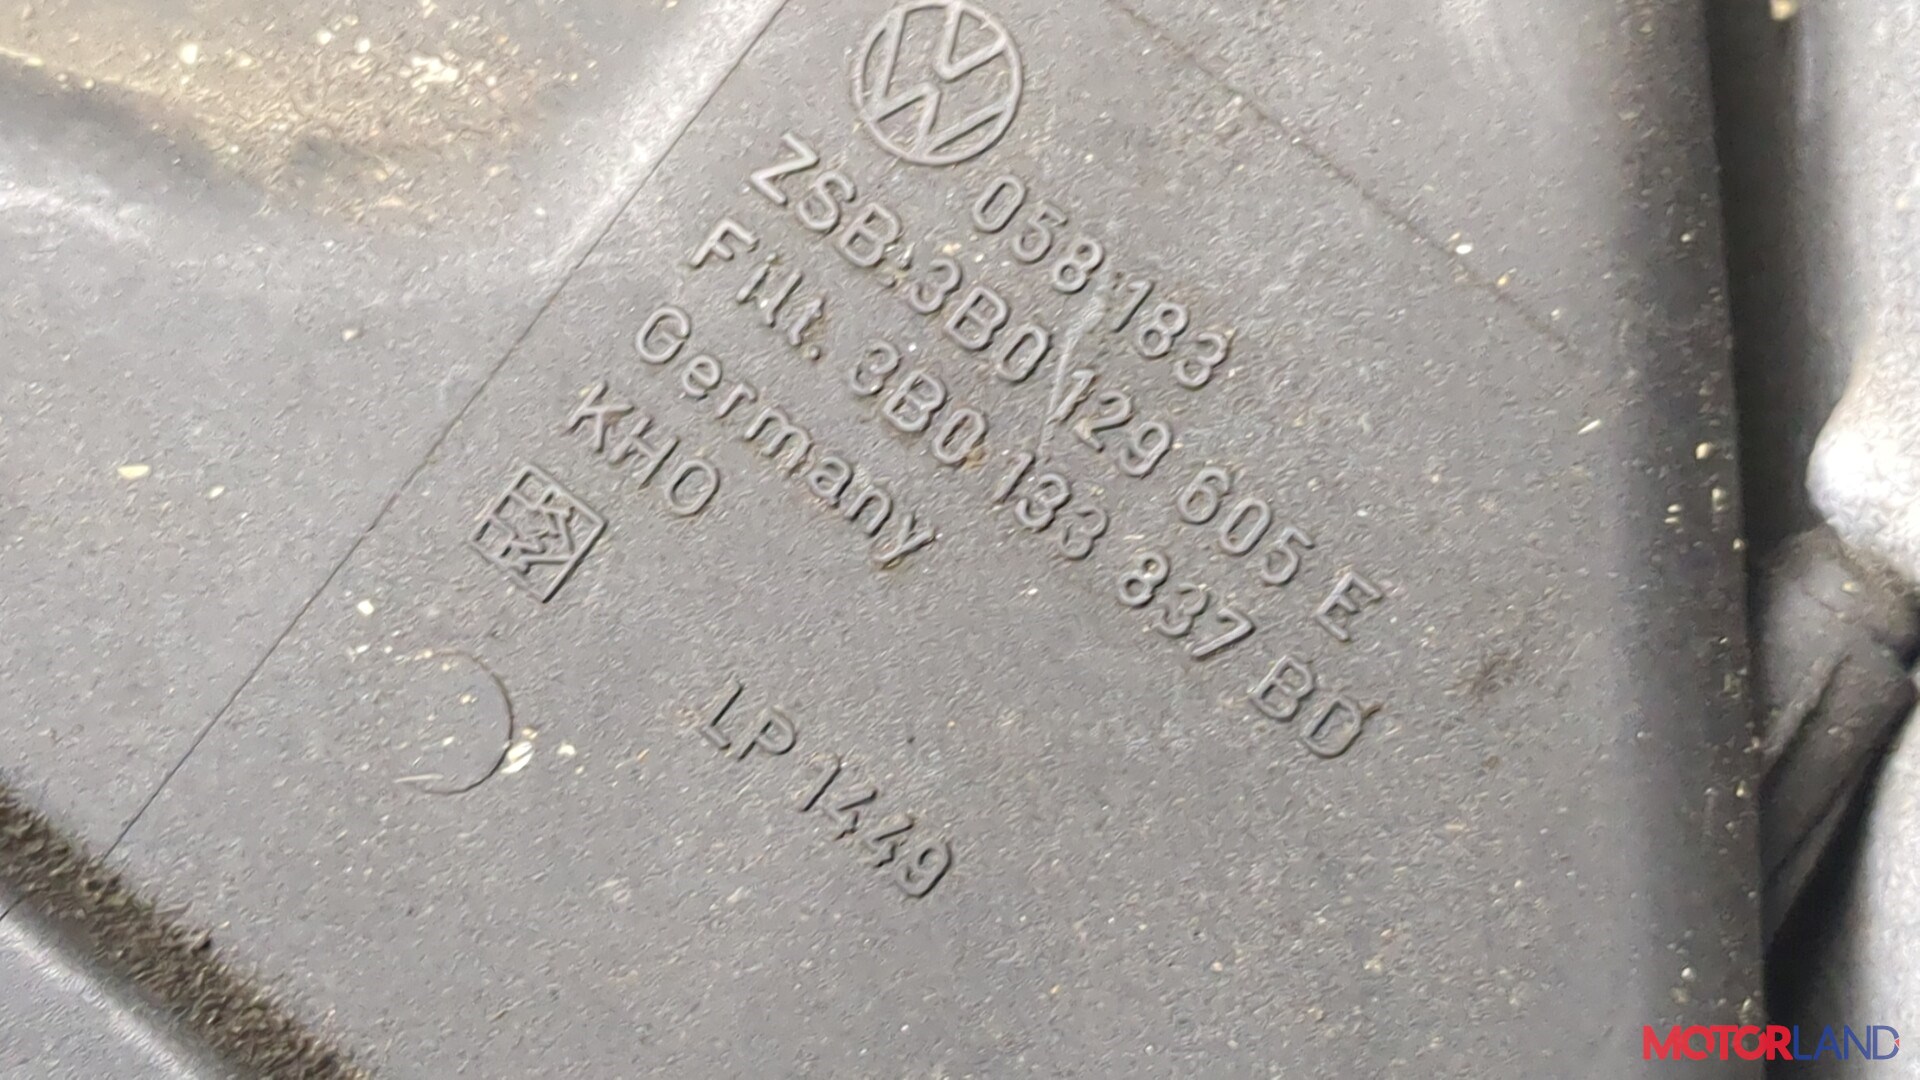 058 183
ZSB:3B0 129 605 E
Filt. 3B0 133 837 BD
Germany
KHO
LP 1449
MOTORLAND